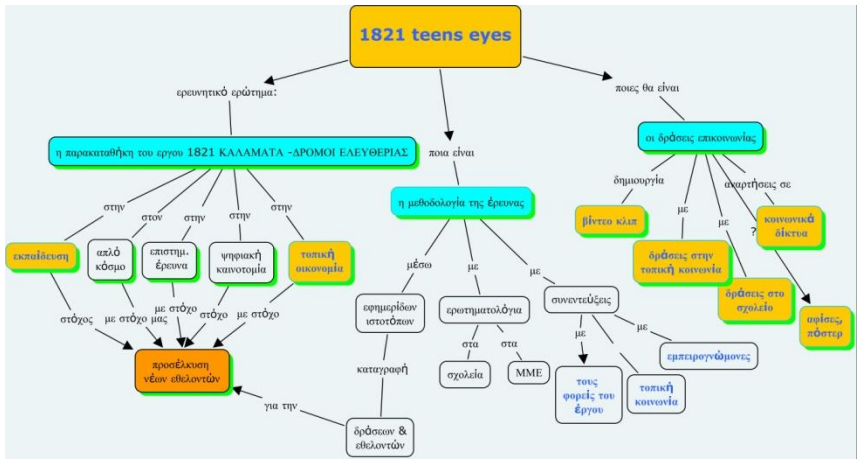 1821 teens eyes
ερευνητικό ερώτημα:
ποιες θα είναι
η παρακαταθήκη του εργου 1821 ΚΑΛΑΜΑΤΑ -ΔΡΟΜΟΙ ΕΛΕΥΘΕΡΙΑΣ
ποια είναι
οι δράσεις επικοινωνίας
στην
στον
στην
στην
στην
η μεθοδολογία της έρευνας
δημιουργία
με
με
?
αναρτήσεις σε
εκπαίδευση
απλό
κόσμο
επιστημ.
έρευνα
ψηφιακή
καινοτομία
τοπική
οικονομία
βίντεο κλιπ
δράσεις στην
τοπική κοινωνία
δράσεις στο
σχολείο
κοινωνικά
δίκτυα
αφίσες,
πόστερ
στόχος
με στόχο μας
με στόχο
στόχο
με στόχο
μέσω
με
με
προσέλκυση
νέων εθελοντών
εφημερίδων
ιστοτόπων
ερωτηματολόγια
συνεντεύξεις
καταγραφή
στα
στα
με
με
εμπειρογνώμονες
σχολεία
ΜΜΕ
τους
φορείς του
έργου
τοπική
κοινωνία
για την
δράσεων &
εθελοντών